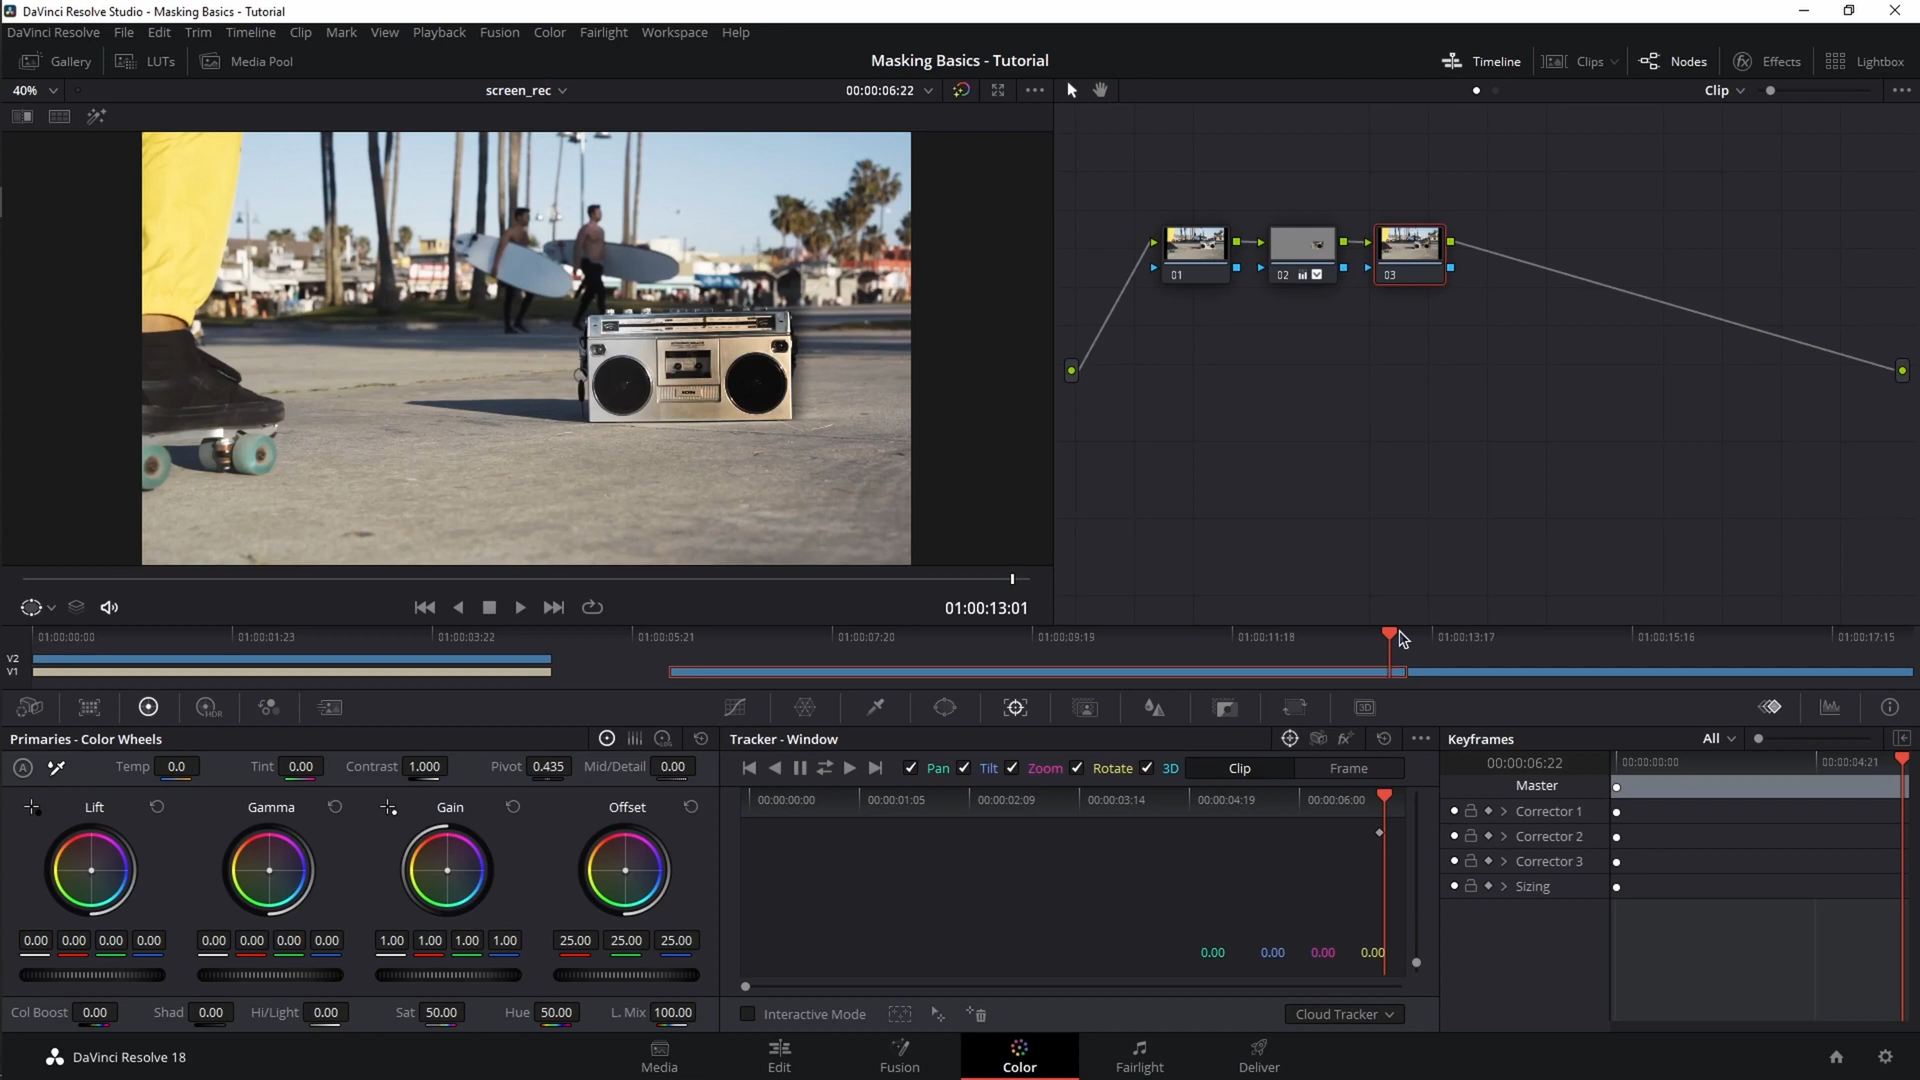 DaVinci Resolve Studio - Masking Basics - Tutorial
DaVinci Resolve File Edit Trim Timeline Clip Mark View Playback Fusion Color Fairlight Workspace Help
Gallery LUTs Media Pool Masking Basics - Tutorial Timeline Clips Nodes Effects Lightbox
40% screen_rec 00:00:06:22 Clip
01 02 03
01:00:13:01
01:00:00:00 01:00:01:23 01:00:03:22 01:00:05:21 01:00:07:20 01:00:09:19 01:00:11:18 01:00:13:17 01:00:15:16 01:00:17:15
V2
V1
HDR 3D
Primaries - Color Wheels Tracker - Window Keyframes All
A Temp 0.0 Tint 0.00 Contrast 1.000 Pivot 0.435 Mid/Detail 0.00
Pan Tilt Zoom Rotate 3D Clip Frame
00:00:06:22 00:00:00:00 00:00:04:21
Lift Gamma Gain Offset
00:00:00:00 00:00:01:05 00:00:02:09 00:00:03:14 00:00:04:19 00:00:06:00
Master
Corrector 1
Corrector 2
Corrector 3
Sizing
0.00 0.00 0.00 0.00 0.00 0.00 0.00 0.00 1.00 1.00 1.00 1.00 25.00 25.00 25.00
0.00 0.00 0.00 0.00
Col Boost 0.00 Shad 0.00 Hi/Light 0.00 Sat 50.00 Hue 50.00 L. Mix 100.00
Interactive Mode Cloud Tracker
DaVinci Resolve 18 Media Edit Fusion Color Fairlight Deliver